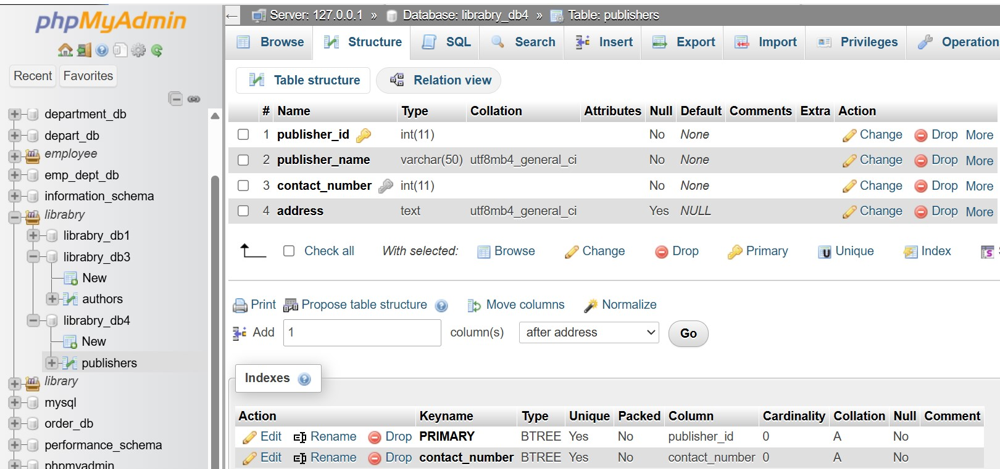 phpMyAdmin
Recent Favorites
department_db
depart_db
employee
emp_dept_db
information_schema
librabry
librabry_db1
librabry_db3
New
authors
librabry_db4
New
publishers
library
mysql
order_db
performance_schema
phpmyadmin
Server: 127.0.0.1 » Database: librabry_db4 » Table: publishers
Browse Structure SQL Search Insert Export Import Privileges Operation
Table structure Relation view
# Name Type Collation Attributes Null Default Comments Extra Action
1 publisher_id int(11) No None Change Drop More
2 publisher_name varchar(50) utf8mb4_general_ci No None Change Drop More
3 contact_number int(11) No None Change Drop More
4 address text utf8mb4_general_ci Yes NULL Change Drop More
Check all With selected: Browse Change Drop Primary Unique Index
Print Propose table structure Move columns Normalize
Add 1 column(s) after address Go
Indexes
Action Keyname Type Unique Packed Column Cardinality Collation Null Comment
Edit Rename Drop PRIMARY BTREE Yes No publisher_id 0 A No
Edit Rename Drop contact_number BTREE Yes No contact_number 0 A No